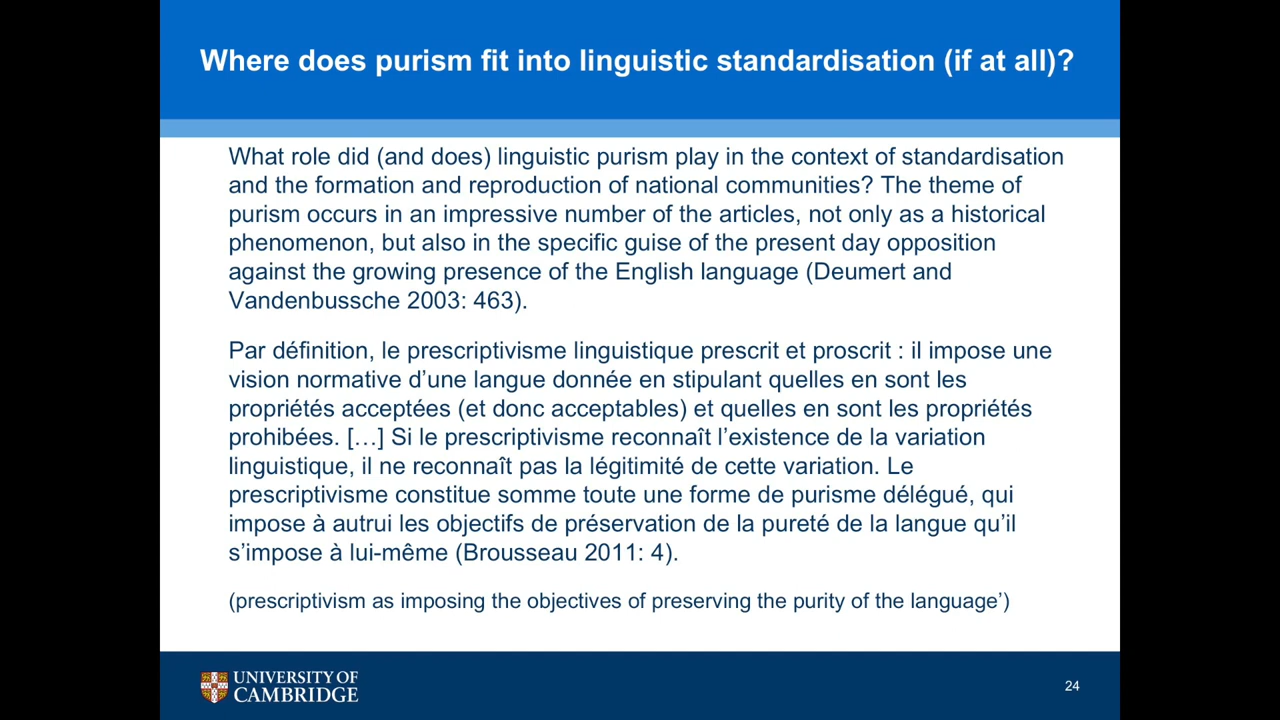 Where does purism fit into linguistic standardisation (if at all)?
What role did (and does) linguistic purism play in the context of standardisation
and the formation and reproduction of national communities? The theme of
purism occurs in an impressive number of the articles, not only as a historical
phenomenon, but also in the specific guise of the present day opposition
against the growing presence of the English language (Deumert and
Vandenbussche 2003: 463).
Par définition, le prescriptivisme linguistique prescrit et proscrit : il impose une
vision normative d’une langue donnée en stipulant quelles en sont les
propriétés acceptées (et donc acceptables) et quelles en sont les propriétés
prohibées. […] Si le prescriptivisme reconnaît l’existence de la variation
linguistique, il ne reconnaît pas la légitimité de cette variation. Le
prescriptivisme constitue somme toute une forme de purisme délégué, qui
impose à autrui les objectifs de préservation de la pureté de la langue qu’il
s’impose à lui-même (Brousseau 2011: 4).
(prescriptivism as imposing the objectives of preserving the purity of the language’)
UNIVERSITY OF
CAMBRIDGE
24